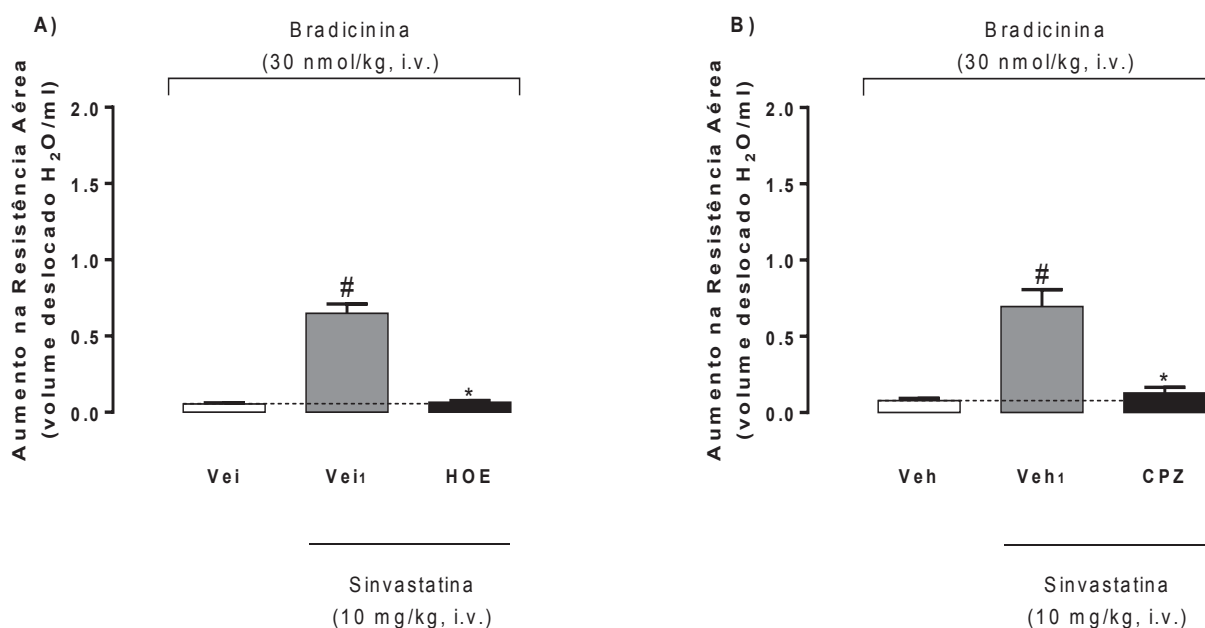 A)
Bradicinina
(30 nmol/kg, i.v.)
Aumento na Resistência Aérea
(volume deslocado H₂O/ml)
2.0
1.5
1.0
0.5
0.0
#
*
Vei
Vei₁
HOE
Sinvastatina
(10 mg/kg, i.v.)
B)
Bradicinina
(30 nmol/kg, i.v.)
Aumento na Resistência Aérea
(volume deslocado H₂O/ml)
2.0
1.5
1.0
0.5
0.0
#
*
Veh
Veh₁
CPZ
Sinvastatina
(10 mg/kg, i.v.)